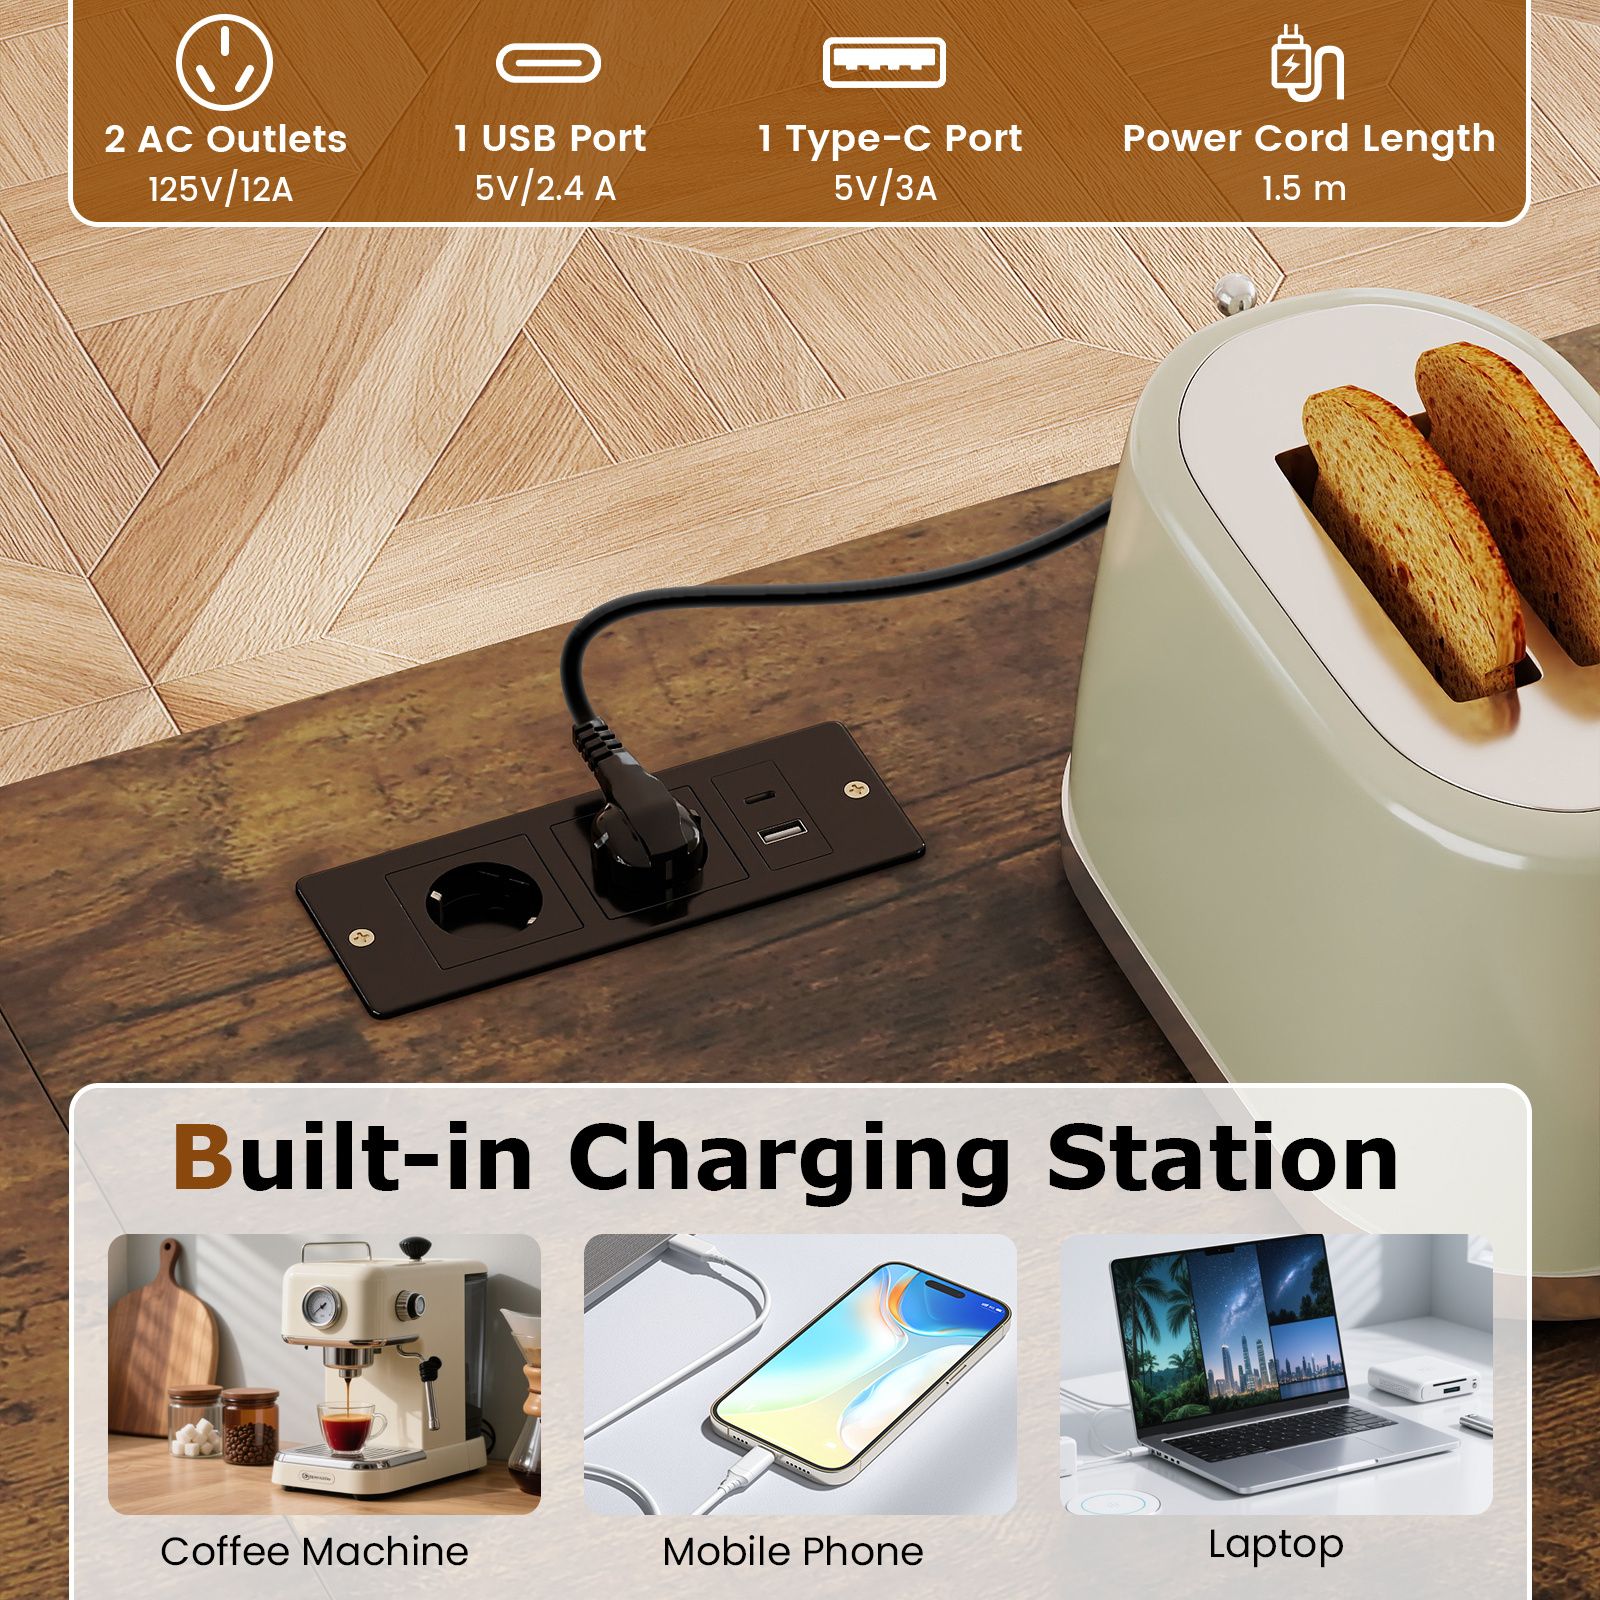 2 AC Outlets
125V/12A
1 USB Port
5V/2.4 A
1 Type-C Port
5V/3A
Power Cord Length
1.5 m
Built-in Charging Station
Coffee Machine
Mobile Phone
Laptop